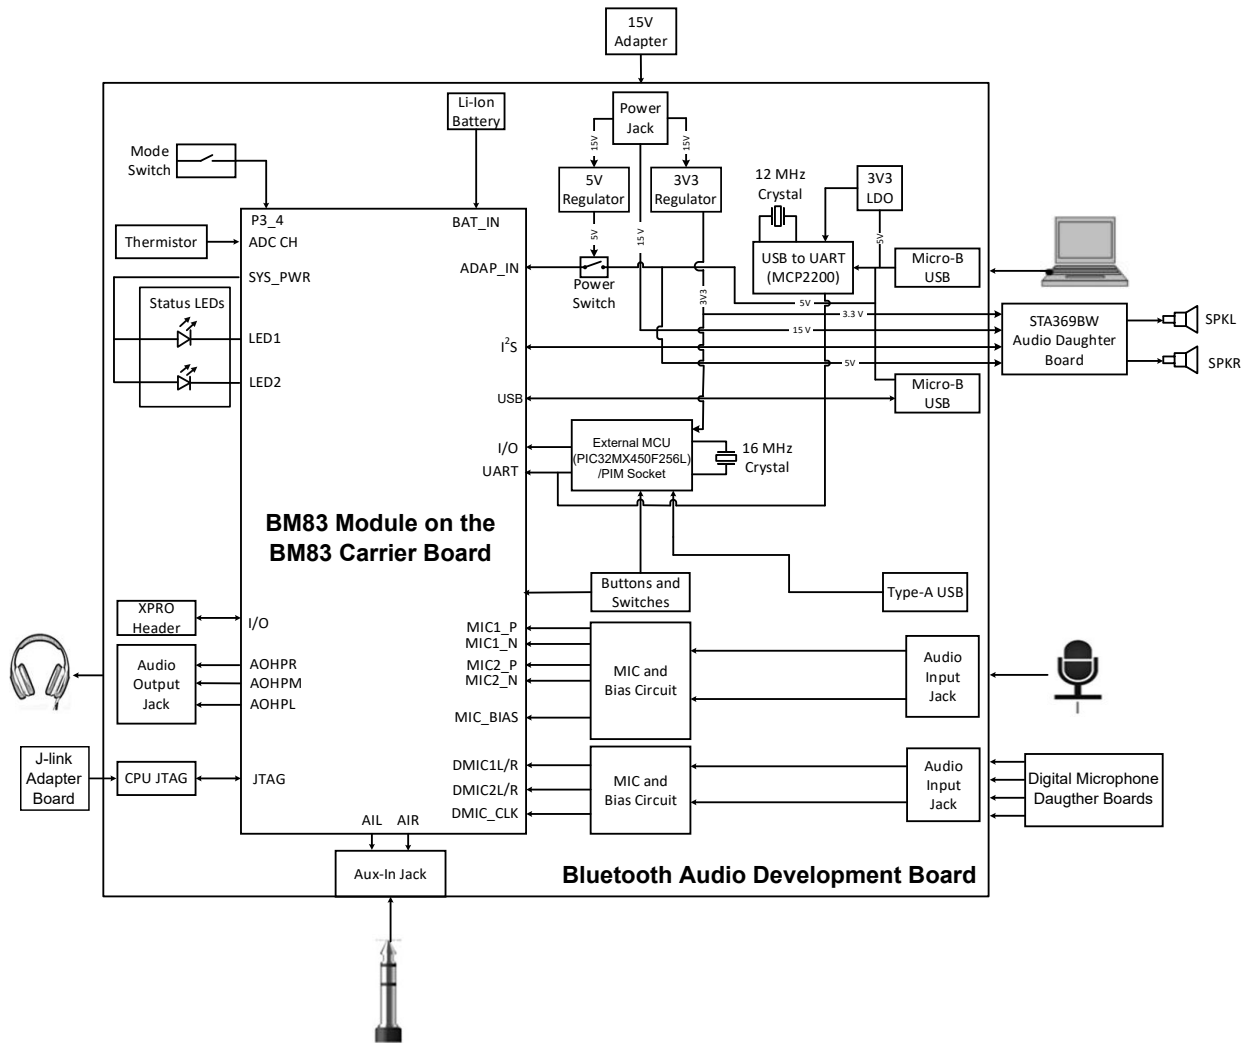 15V
Adapter
Power
Jack
Li-Ion
Battery
15V
15V
Mode
Switch
5V
Regulator
3V3
Regulator
12 MHz
Crystal
3V3
LDO
P3_4
BAT_IN
Thermistor
ADC CH
5V
15 V
5V
USB to UART
(MCP2200)
Micro-B
USB
SYS_PWR
ADAP_IN
Power
Switch
3V3
5V
Status LEDs
3.3 V
STA369BW
Audio Daughter
Board
SPKL
15 V
LED1
I2S
5V
SPKR
LED2
USB
Micro-B
USB
I/O
UART
External MCU
(PIC32MX450F256L)
/PIM Socket
16 MHz
Crystal
BM83 Module on the
BM83 Carrier Board
Buttons and
Switches
Type-A USB
XPRO
Header
I/O
MIC1_P
MIC1_N
MIC2_P
MIC2_N
MIC_BIAS
MIC and
Bias Circuit
Audio
Input
Jack
Audio
Output
Jack
AOHPR
AOHPM
AOHPL
J-link
Adapter
Board
CPU JTAG
JTAG
DMIC1L/R
DMIC2L/R
DMIC_CLK
MIC and
Bias Circuit
Audio
Input
Jack
Digital Microphone
Daugther Boards
AIL AIR
Aux-In Jack
Bluetooth Audio Development Board